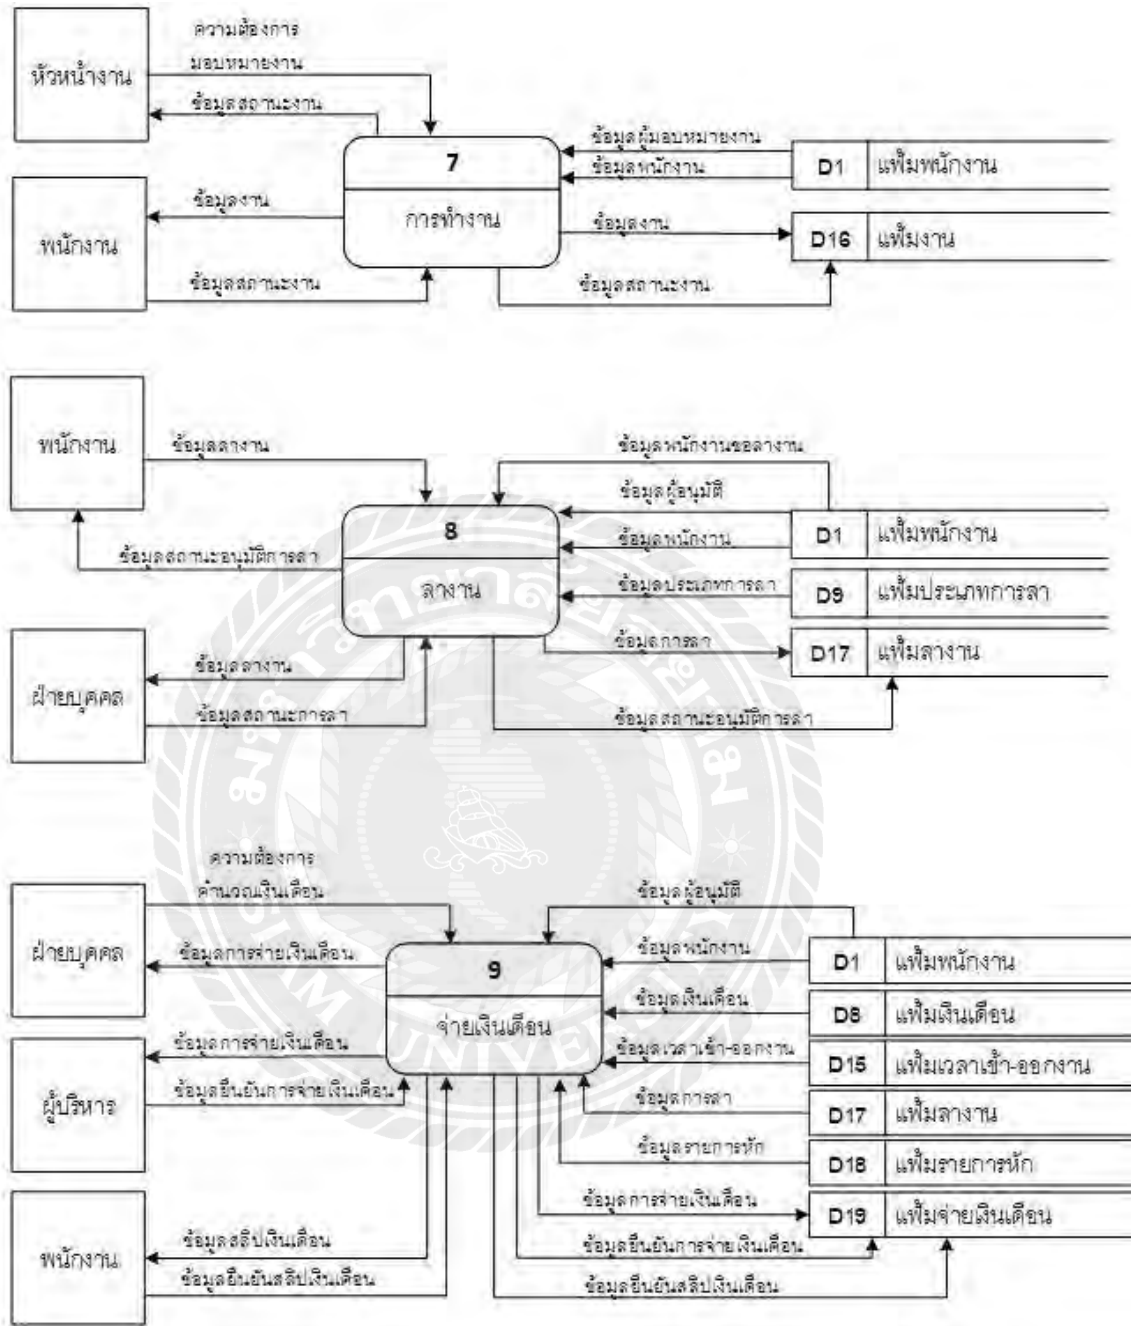 ความต้องการ
มอบหมายงาน
หัวหน้างาน
ข้อมูลสถานะงาน
7
การทำงาน
ข้อมูลผู้มอบหมายงาน
ข้อมูลพนักงาน
D1 แฟ้มพนักงาน
พนักงาน
ข้อมูลงาน
ข้อมูลสถานะงาน
ข้อมูลงาน
D16 แฟ้มงาน
ข้อมูลสถานะงาน
พนักงาน
ข้อมูลลางาน
ข้อมูลสถานะอนุมัติการลา
8
ลางาน
ข้อมูลพนักงานขอลางาน
ข้อมูลผู้อนุมัติ
ข้อมูลพนักงาน
D1 แฟ้มพนักงาน
ข้อมูลประเภทการลา
D9 แฟ้มประเภทการลา
ข้อมูลการลา
D17 แฟ้มลางาน
ข้อมูลสถานะอนุมัติการลา
ฝ่ายบุคคล
ข้อมูลลางาน
ข้อมูลสถานะการลา
มหาวิทยาลัยสยาม
SIAM UNIVERSITY
ความต้องการ
คำนวณเงินเดือน
ฝ่ายบุคคล
ข้อมูลการจ่ายเงินเดือน
9
จ่ายเงินเดือน
ข้อมูลผู้อนุมัติ
ข้อมูลพนักงาน
D1 แฟ้มพนักงาน
ข้อมูลเงินเดือน
D8 แฟ้มเงินเดือน
ข้อมูลเวลาเข้า-ออกงาน
D15 แฟ้มเวลาเข้า-ออกงาน
ข้อมูลการลา
D17 แฟ้มลางาน
ข้อมูลรายการหัก
D18 แฟ้มรายการหัก
ข้อมูลการจ่ายเงินเดือน
D19 แฟ้มจ่ายเงินเดือน
ข้อมูลยืนยันการจ่ายเงินเดือน
ข้อมูลยืนยันสลิปเงินเดือน
ผู้บริหาร
ข้อมูลการจ่ายเงินเดือน
ข้อมูลยืนยันการจ่ายเงินเดือน
พนักงาน
ข้อมูลสลิปเงินเดือน
ข้อมูลยืนยันสลิปเงินเดือน